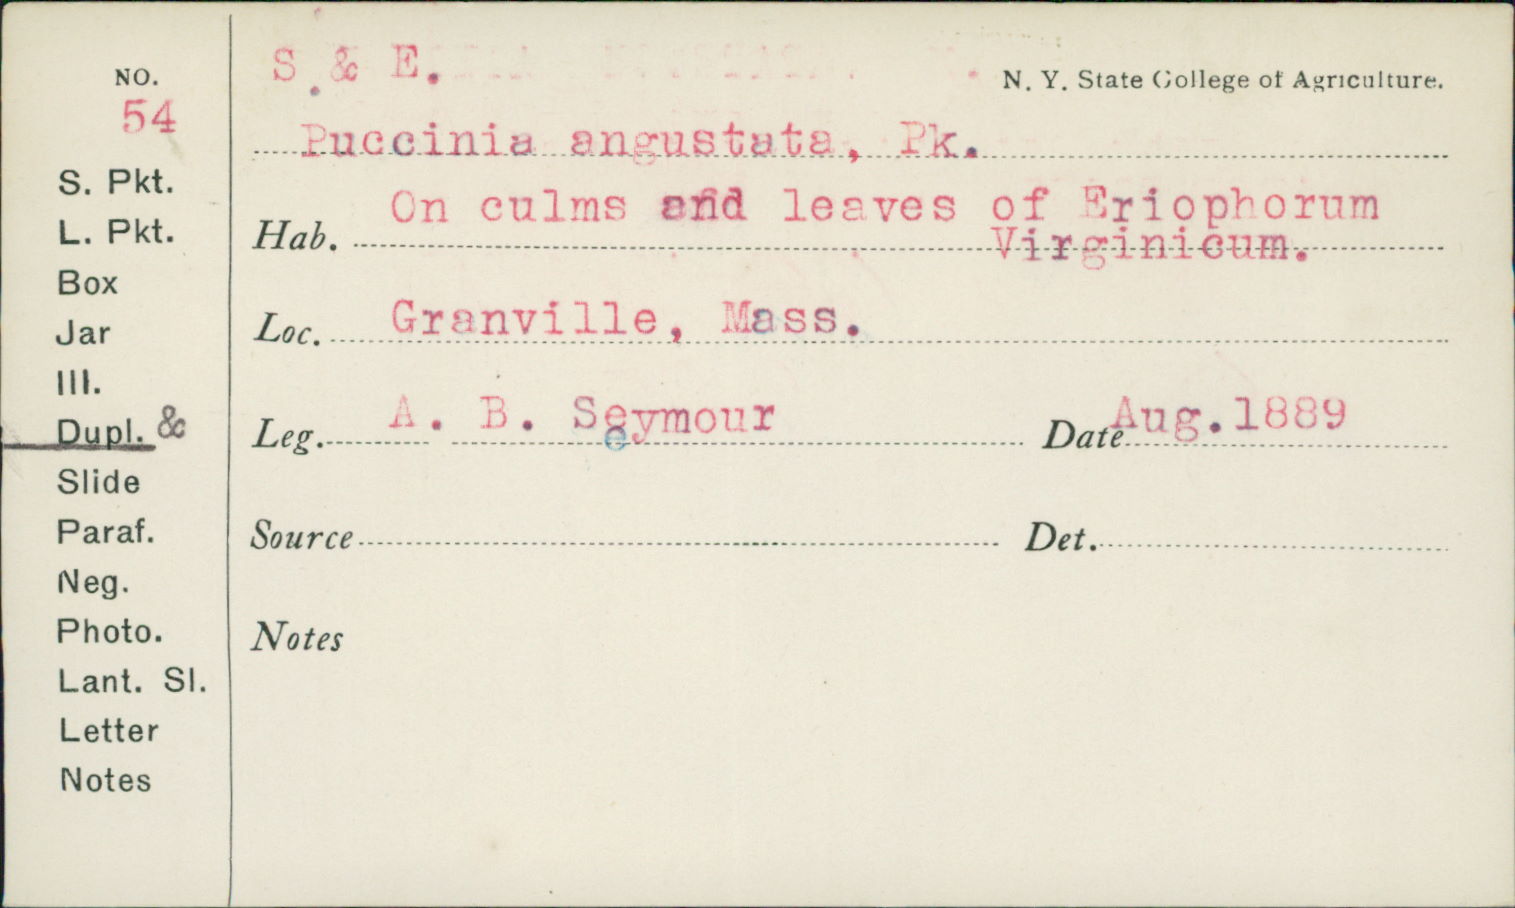 NO.
54
S. Pkt.
L. Pkt.
Box
Jar
Ill.
Dupl. &
Slide
Paraf.
Neg.
Photo.
Lant. Sl.
Letter
Notes
S. & E.
N. Y. State College of Agriculture.
Puccinia angustata, Pk.
Hab. On culms and leaves of Eriophorum
Virginicum.
Loc. Granville, Mass.
Leg. A. B. Seymour Date Aug. 1889
Source Det.
Notes